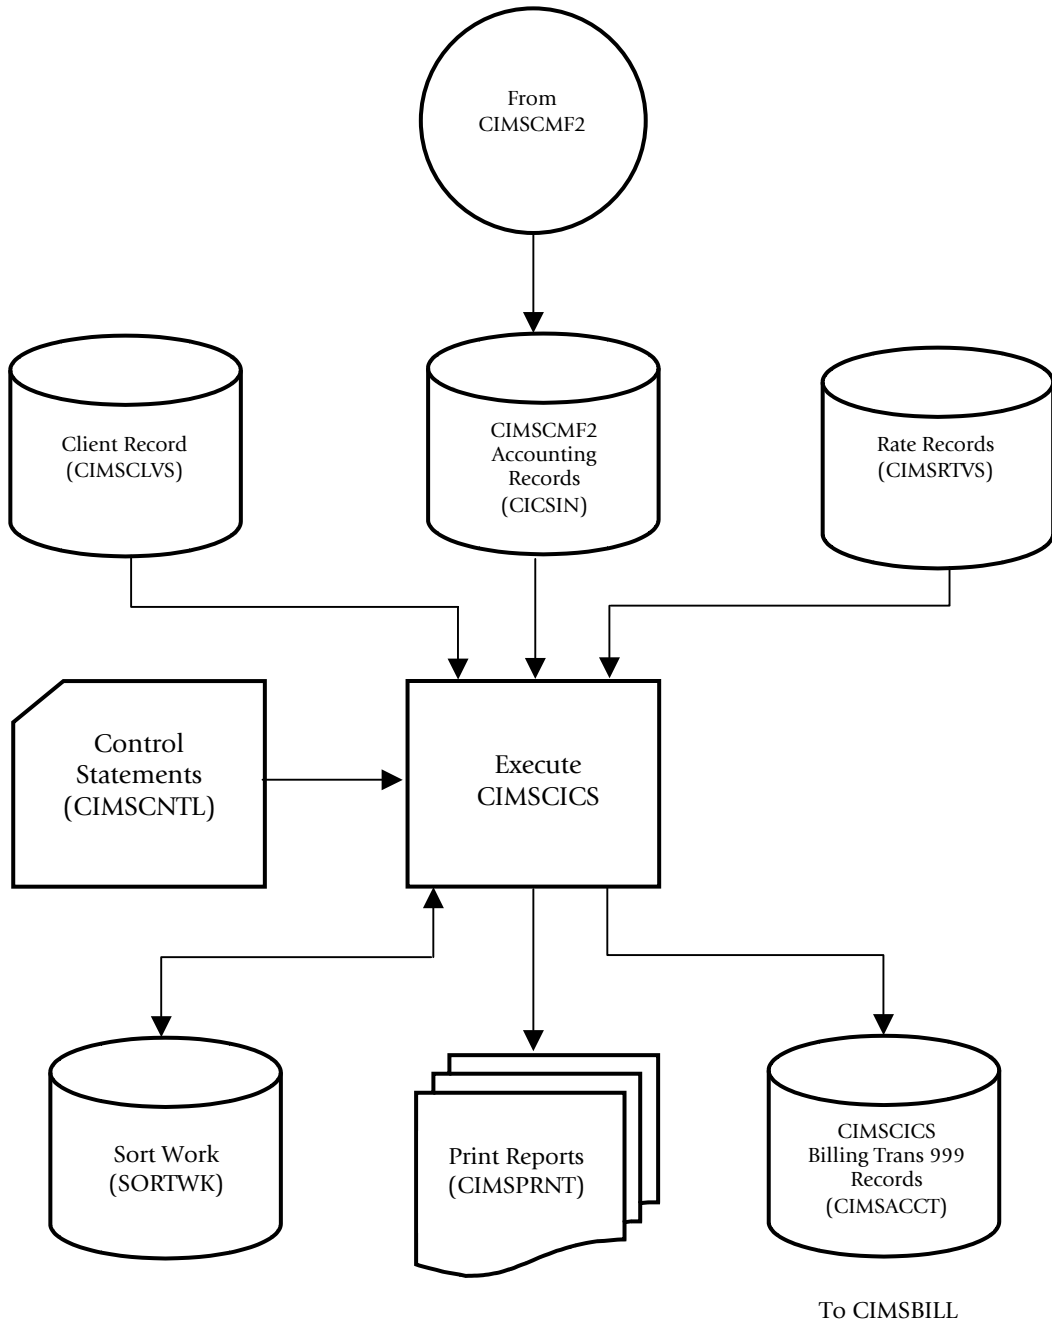 From
CIMSCMF2
Client Record
(CIMSCLVS)
CIMSCMF2
Accounting
Records
(CICSIN)
Rate Records
(CIMSRTVS)
Control
Statements
(CIMSCNTL)
Execute
CIMSCICS
Sort Work
(SORTWK)
Print Reports
(CIMSPRNT)
CIMSCICS
Billing Trans 999
Records
(CIMSACCT)
To CIMSBILL